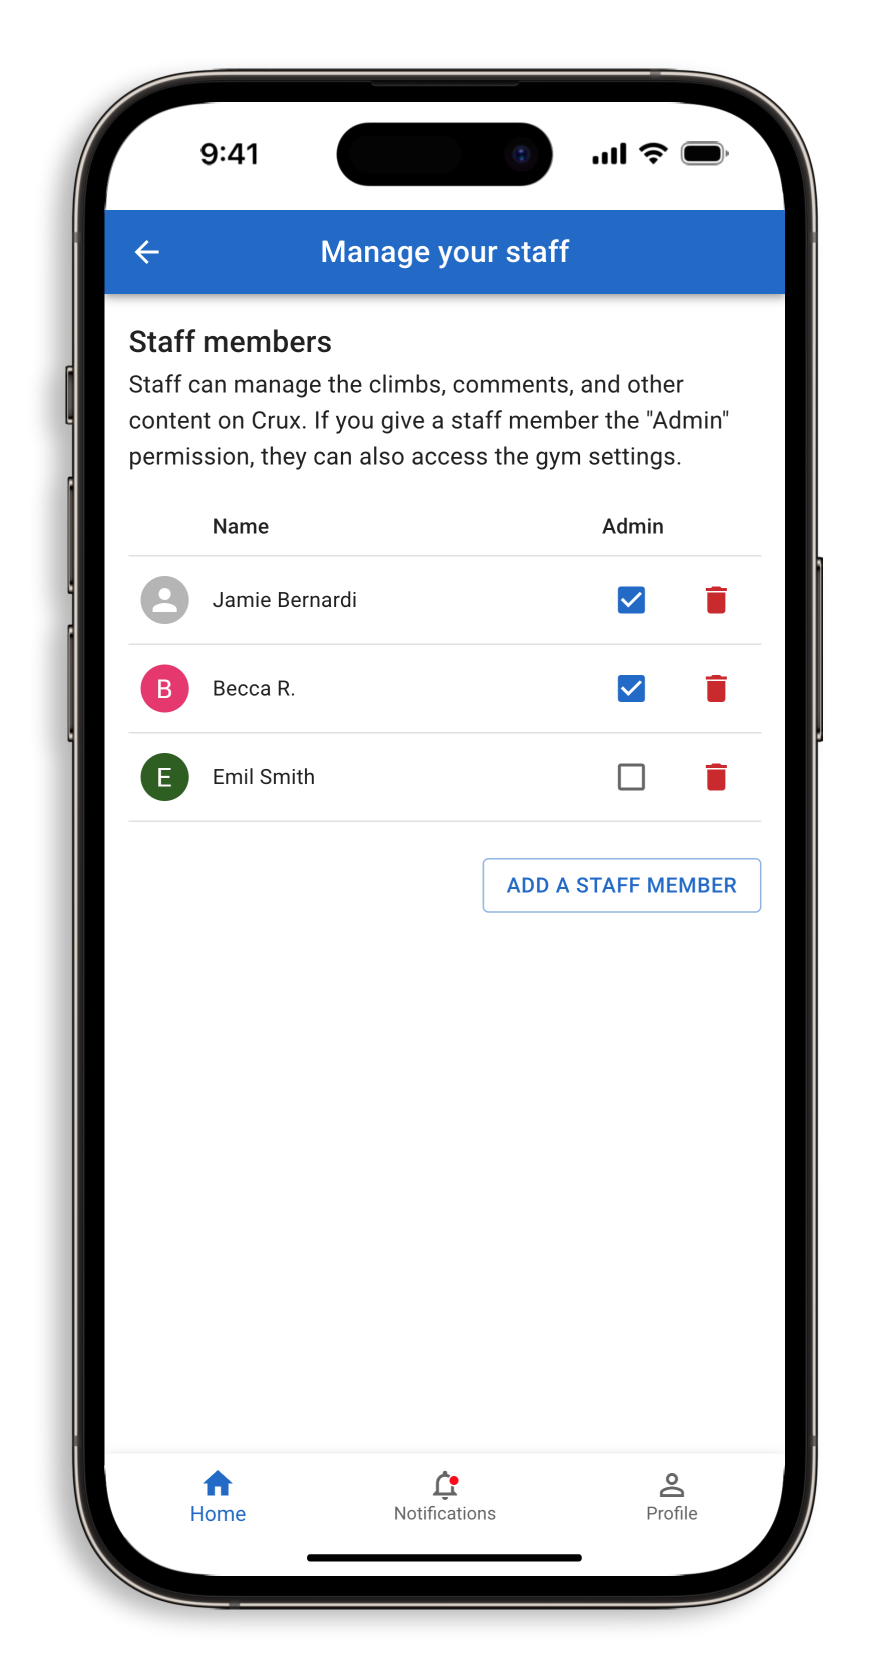 9:41
Manage your staff
Staff members
Staff can manage the climbs, comments, and other
content on Crux. If you give a staff member the "Admin"
permission, they can also access the gym settings.
Name Admin
Jamie Bernardi
B Becca R.
E Emil Smith
ADD A STAFF MEMBER
Home Notifications Profile